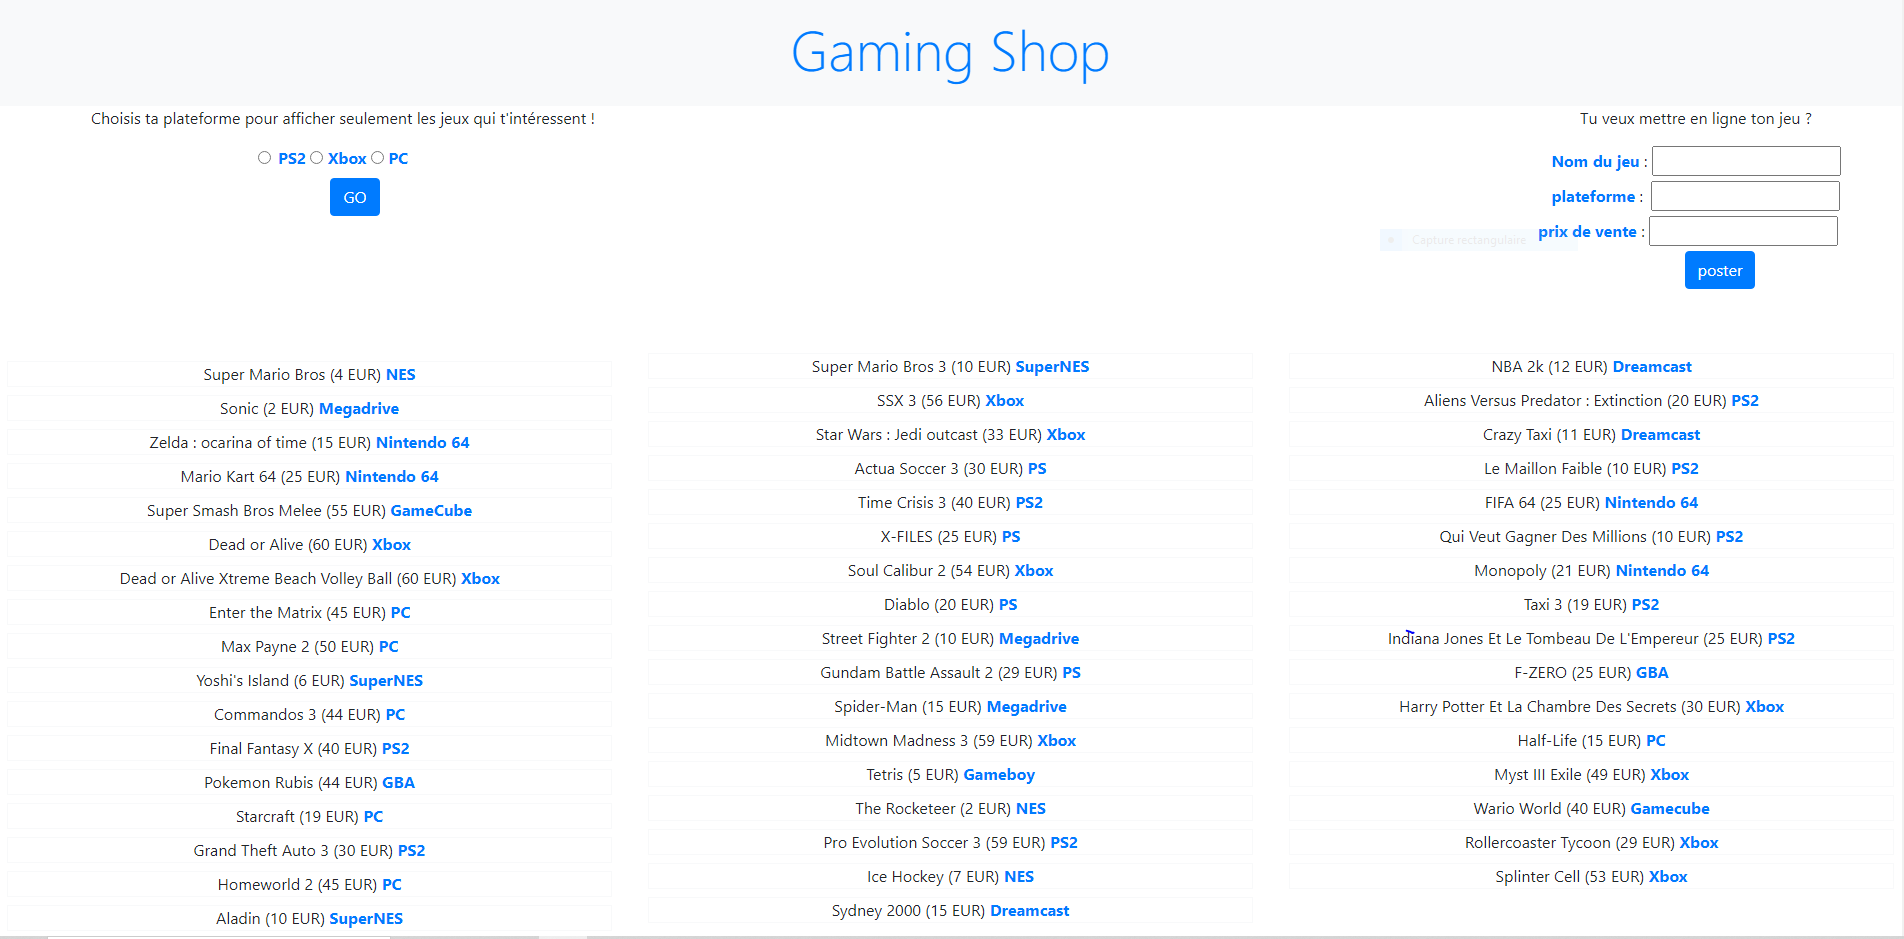 Gaming Shop
Choisis ta plateforme pour afficher seulement les jeux qui t'intéressent !
PS2 Xbox PC
GO
Tu veux mettre en ligne ton jeu ?
Nom du jeu :
plateforme :
prix de vente :
Capture rectangulaire
poster
Super Mario Bros (4 EUR) NES
Sonic (2 EUR) Megadrive
Zelda : ocarina of time (15 EUR) Nintendo 64
Mario Kart 64 (25 EUR) Nintendo 64
Super Smash Bros Melee (55 EUR) GameCube
Dead or Alive (60 EUR) Xbox
Dead or Alive Xtreme Beach Volley Ball (60 EUR) Xbox
Enter the Matrix (45 EUR) PC
Max Payne 2 (50 EUR) PC
Yoshi's Island (6 EUR) SuperNES
Commandos 3 (44 EUR) PC
Final Fantasy X (40 EUR) PS2
Pokemon Rubis (44 EUR) GBA
Starcraft (19 EUR) PC
Grand Theft Auto 3 (30 EUR) PS2
Homeworld 2 (45 EUR) PC
Aladin (10 EUR) SuperNES
Super Mario Bros 3 (10 EUR) SuperNES
SSX 3 (56 EUR) Xbox
Star Wars : Jedi outcast (33 EUR) Xbox
Actua Soccer 3 (30 EUR) PS
Time Crisis 3 (40 EUR) PS2
X-FILES (25 EUR) PS
Soul Calibur 2 (54 EUR) Xbox
Diablo (20 EUR) PS
Street Fighter 2 (10 EUR) Megadrive
Gundam Battle Assault 2 (29 EUR) PS
Spider-Man (15 EUR) Megadrive
Midtown Madness 3 (59 EUR) Xbox
Tetris (5 EUR) Gameboy
The Rocketeer (2 EUR) NES
Pro Evolution Soccer 3 (59 EUR) PS2
Ice Hockey (7 EUR) NES
Sydney 2000 (15 EUR) Dreamcast
NBA 2k (12 EUR) Dreamcast
Aliens Versus Predator : Extinction (20 EUR) PS2
Crazy Taxi (11 EUR) Dreamcast
Le Maillon Faible (10 EUR) PS2
FIFA 64 (25 EUR) Nintendo 64
Qui Veut Gagner Des Millions (10 EUR) PS2
Monopoly (21 EUR) Nintendo 64
Taxi 3 (19 EUR) PS2
Indiana Jones Et Le Tombeau De L'Empereur (25 EUR) PS2
F-ZERO (25 EUR) GBA
Harry Potter Et La Chambre Des Secrets (30 EUR) Xbox
Half-Life (15 EUR) PC
Myst III Exile (49 EUR) Xbox
Wario World (40 EUR) Gamecube
Rollercoaster Tycoon (29 EUR) Xbox
Splinter Cell (53 EUR) Xbox